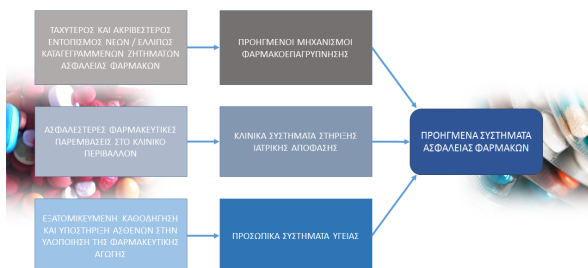 ΤΑΧΥΤΕΡΟΣ ΚΑΙ ΑΚΡΙΒΕΣΤΕΡΟΣ
ΕΝΤΟΠΙΣΜΟΣ ΝΕΩΝ / ΕΛΛΙΠΩΣ
ΚΑΤΑΓΕΓΡΑΜΜΕΝΩΝ ΖΗΤΗΜΑΤΩΝ
ΑΣΦΑΛΕΙΑΣ ΦΑΡΜΑΚΩΝ
ΠΡΟΗΓΜΕΝΟΙ ΜΗΧΑΝΙΣΜΟΙ
ΦΑΡΜΑΚΟΕΠΑΓΡΥΠΝΗΣΗΣ
ΑΣΦΑΛΕΣΤΕΡΕΣ ΦΑΡΜΑΚΕΥΤΙΚΕΣ
ΠΑΡΕΜΒΑΣΕΙΣ ΣΤΟ ΚΛΙΝΙΚΟ
ΠΕΡΙΒΑΛΛΟΝ
ΚΛΙΝΙΚΑ ΣΥΣΤΗΜΑΤΑ ΣΤΗΡΙΞΗΣ
ΙΑΤΡΙΚΗΣ ΑΠΟΦΑΣΗΣ
ΠΡΟΗΓΜΕΝΑ ΣΥΣΤΗΜΑΤΑ
ΑΣΦΑΛΕΙΑΣ ΦΑΡΜΑΚΩΝ
ΕΞΑΤΟΜΙΚΕΥΜΕΝΗ ΚΑΘΟΔΗΓΗΣΗ
ΚΑΙ ΥΠΟΣΤΗΡΙΞΗ ΑΣΘΕΝΩΝ ΣΤΗΝ
ΥΛΟΠΟΙΗΣΗ ΤΗΣ ΦΑΡΜΑΚΕΥΤΙΚΗΣ
ΑΓΩΓΗΣ
ΠΡΟΣΩΠΙΚΑ ΣΥΣΤΗΜΑΤΑ ΥΓΕΙΑΣ